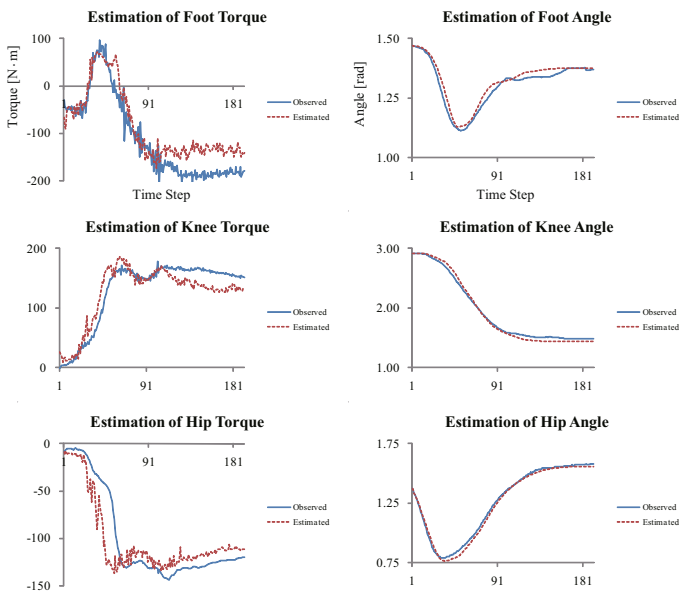 Estimation of Foot Torque
Torque [N · m]
100
0
-100
-200
1
91
181
Time Step
Observed
Estimated
Estimation of Foot Angle
Angle [rad]
1.50
1.25
1.00
1
91
181
Time Step
Observed
Estimated
Estimation of Knee Torque
200
100
0
1
91
181
Observed
Estimated
Estimation of Knee Angle
3.00
2.00
1.00
1
91
181
Observed
Estimated
Estimation of Hip Torque
0
-50
-100
-150
1
91
181
Observed
Estimated
Estimation of Hip Angle
1.75
1.25
0.75
1
91
181
Observed
Estimated